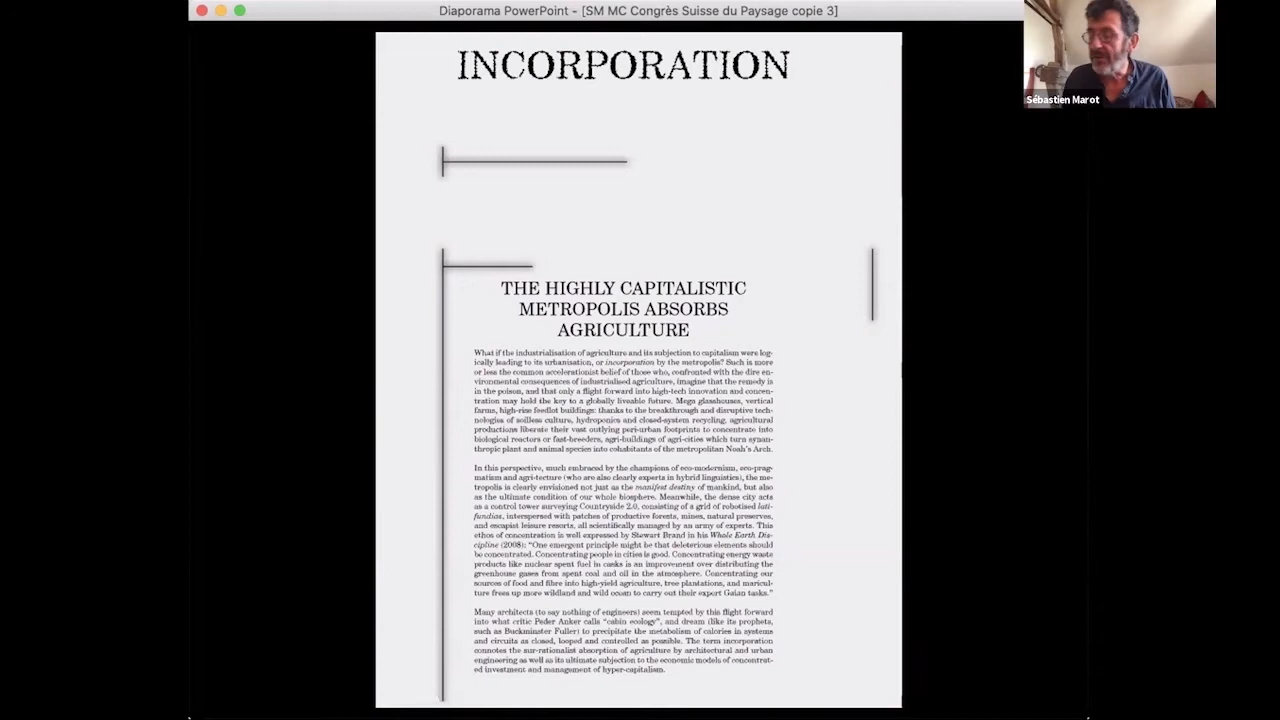 Diaporama PowerPoint - [SM MC Congrès Suisse du Paysage copie 3]
Sébastien Marot
INCORPORATION
THE HIGHLY CAPITALISTIC
METROPOLIS ABSORBS
AGRICULTURE
What if the industrialisation of agriculture and its subjection to capitalism were log-
ically leading to its urbanisation, or incorporation by the metropolis? Such is more
or less the common accelerationist belief of those who, confronted with the dire en-
vironmental consequences of industrialised agriculture, imagine that the remedy is
in the poison, and that only a flight forward into high-tech innovation and concen-
tration may hold the key to a globally liveable future. Mega glasshouses, vertical
farms, high-rise feedlot buildings: thanks to the breakthrough and disruptive tech-
nologies of soilless culture, hydroponics and closed-system recycling, agricultural
productions liberate their vast outlying peri-urban footprints to concentrate into
biological reactors or fast-breeders, agri-buildings of agri-cities which turn synan-
thropic plant and animal species into cohabitants of the metropolitan Noah's Arch.
In this perspective, much embraced by the champions of eco-modernism, eco-prag-
matism and agri-tecture (who are also clearly experts in hybrid linguistics), the me-
tropolis is clearly envisioned not just as the manifest destiny of mankind, but also
as the ultimate condition of our whole biosphere. Meanwhile, the dense city acts
as a control tower surveying Countryside 2.0, consisting of a grid of robotised lati-
fundias, interspersed with patches of productive forests, mines, natural preserves,
and escapist leisure resorts, all scientifically managed by an army of experts. This
ethos of concentration is well expressed by Stewart Brand in his Whole Earth Dis-
cipline (2008): "One emergent principle might be that deleterious elements should
be concentrated. Concentrating people in cities is good. Concentrating energy waste
products like nuclear spent fuel in casks is an improvement over distributing the
greenhouse gases from spent coal and oil in the atmosphere. Concentrating our
sources of food and fibre into high-yield agriculture, tree plantations, and maricul-
ture frees up more wildland and wild ocean to carry out their expert Gaian tasks."
Many architects (to say nothing of engineers) seem tempted by this flight forward
into what critic Peder Anker calls "cabin ecology", and dream (like its prophets,
such as Buckminster Fuller) to precipitate the metabolism of calories in systems
and circuits as closed, looped and controlled as possible. The term incorporation
connotes the sur-rationalist absorption of agriculture by architectural and urban
engineering as well as its ultimate subjection to the economic models of concentrat-
ed investment and management of hyper-capitalism.